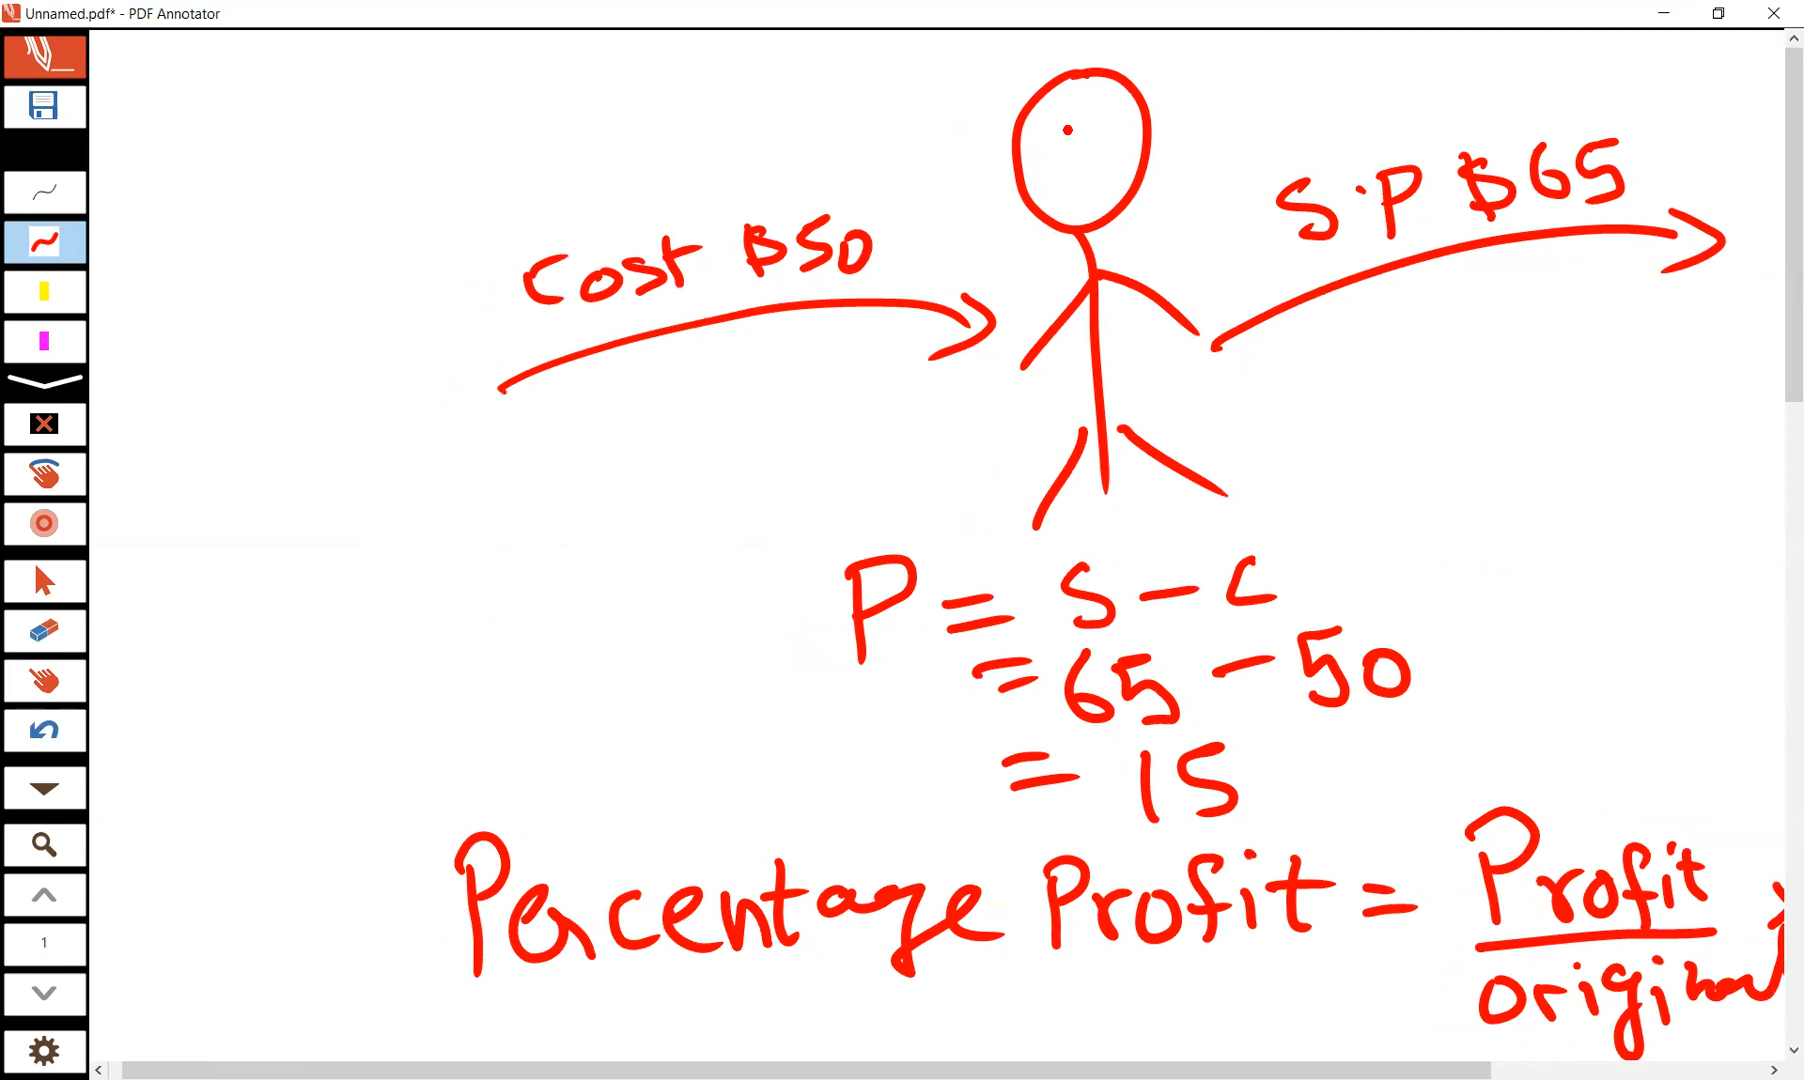 Unnamed.pdf* - PDF Annotator
S.P $65
Cost $50
P = S - C
= 65 - 50
= 15
Percentage Profit = Profit
original
1